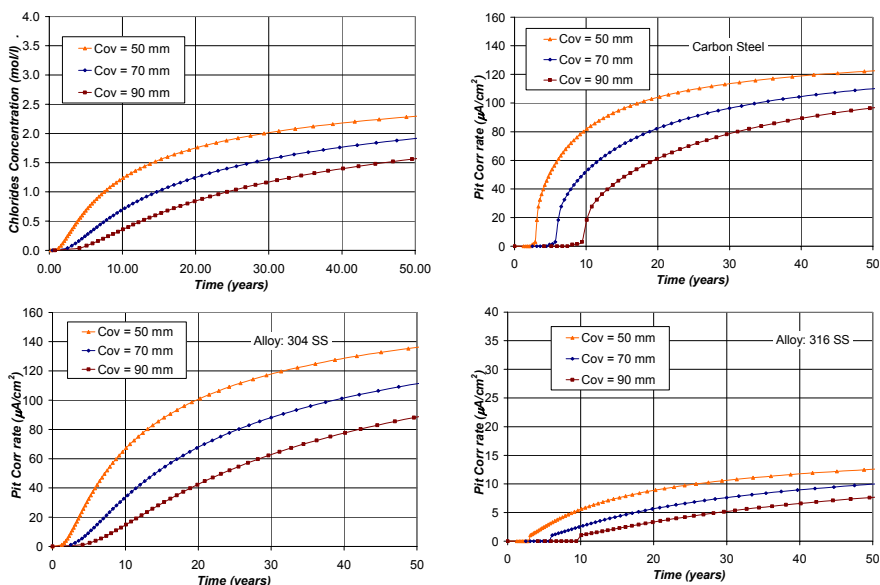 Chlorides Concentration (mol/l) .
4.0
3.5
3.0
2.5
2.0
1.5
1.0
0.5
0.0
Cov = 50 mm
Cov = 70 mm
Cov = 90 mm
0.00 10.00 20.00 30.00 40.00 50.00
Time (years)
Pit Corr rate (µA/cm²)
160
140
120
100
80
60
40
20
0
Cov = 50 mm
Cov = 70 mm
Cov = 90 mm
Carbon Steel
0 10 20 30 40 50
Time (years)
Pit Corr rate (µA/cm²)
160
140
120
100
80
60
40
20
0
Cov = 50 mm
Cov = 70 mm
Cov = 90 mm
Alloy: 304 SS
0 10 20 30 40 50
Time (years)
Pit Corr rate (µA/cm²)
40
35
30
25
20
15
10
5
0
Cov = 50 mm
Cov = 70 mm
Cov = 90 mm
Alloy: 316 SS
0 10 20 30 40 50
Time (years)